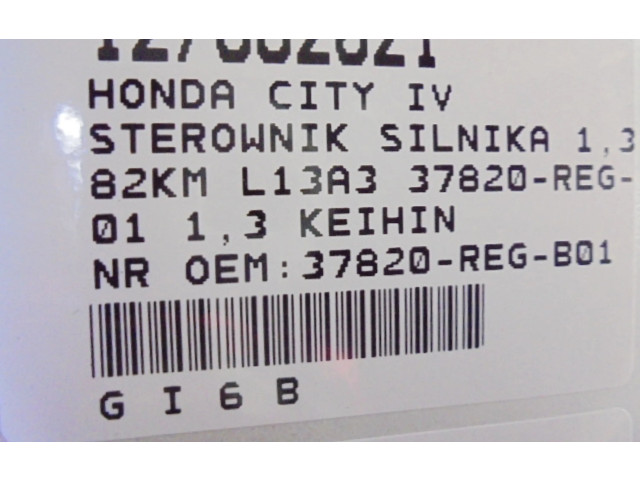 HONDA CITY IV
STEROWNIK SILNIKA 1,3
82KM L13A3 37820-REG-
01 1,3 KEIHIN
NR OEM:37820-REG-B01
G I 6 B